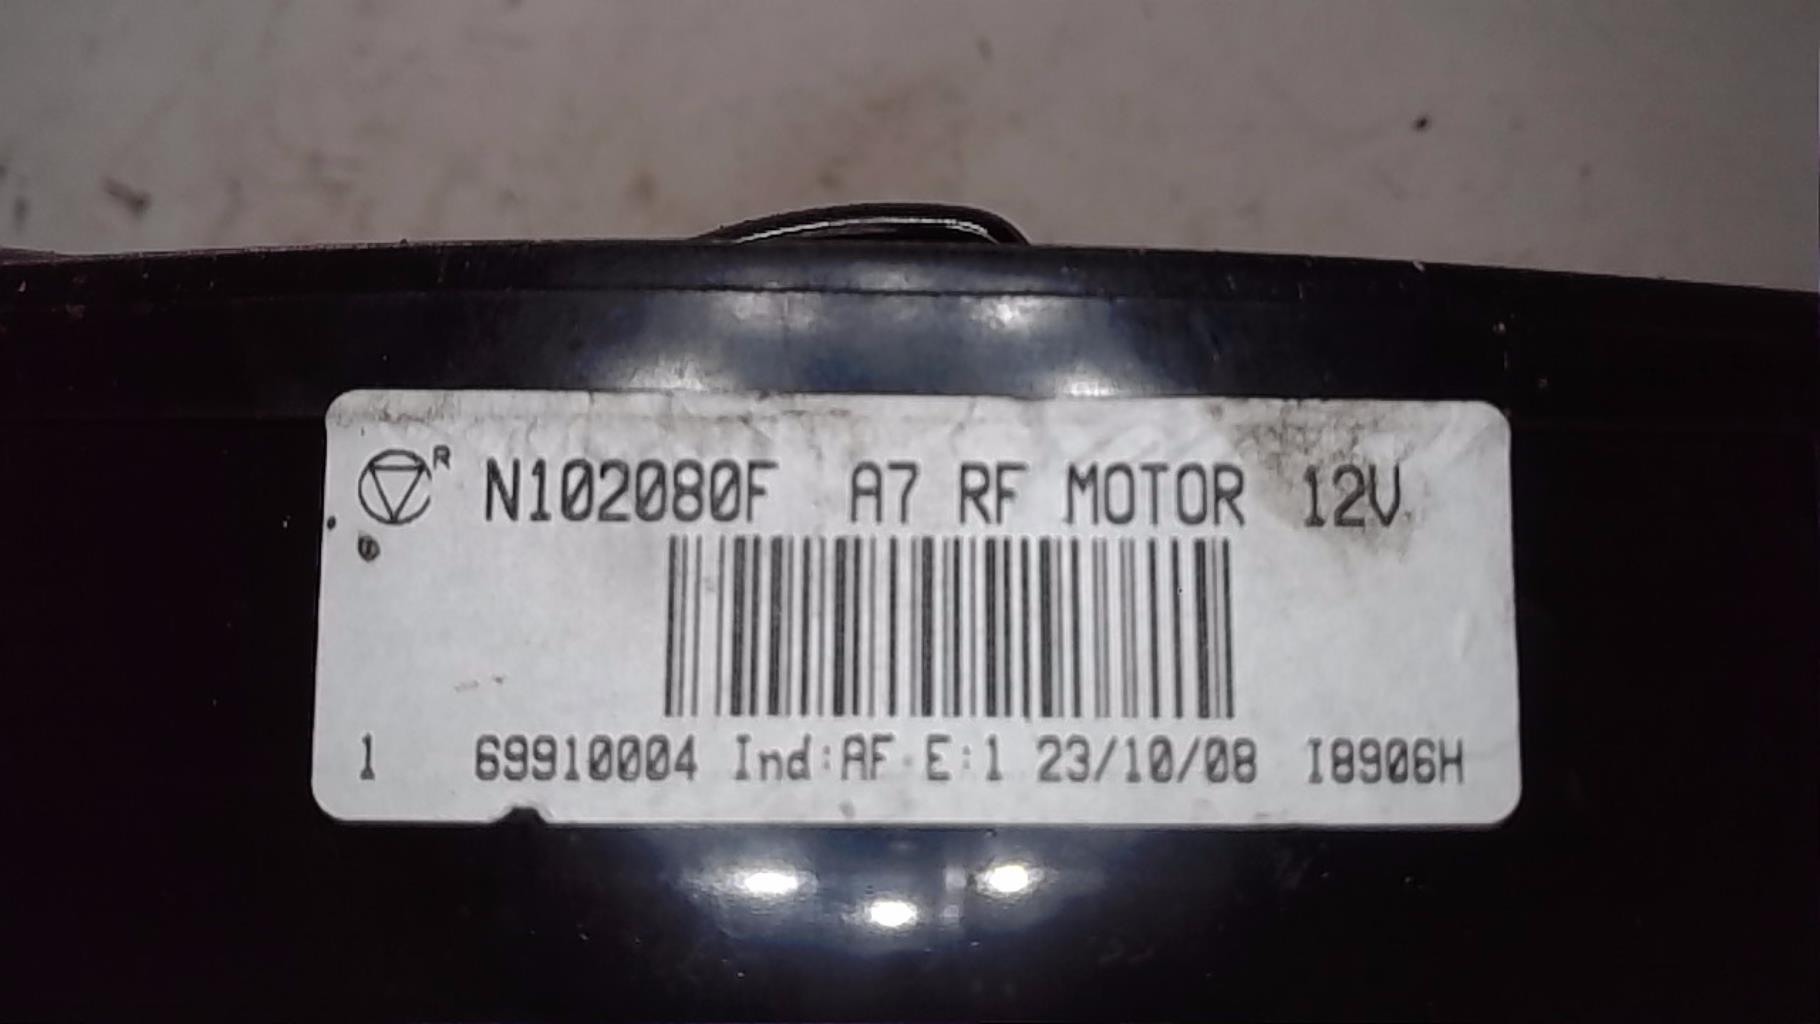 R N102080F A7 RF MOTOR 12V
1 69910004 Ind:AF E:1 23/10/08 I8906H